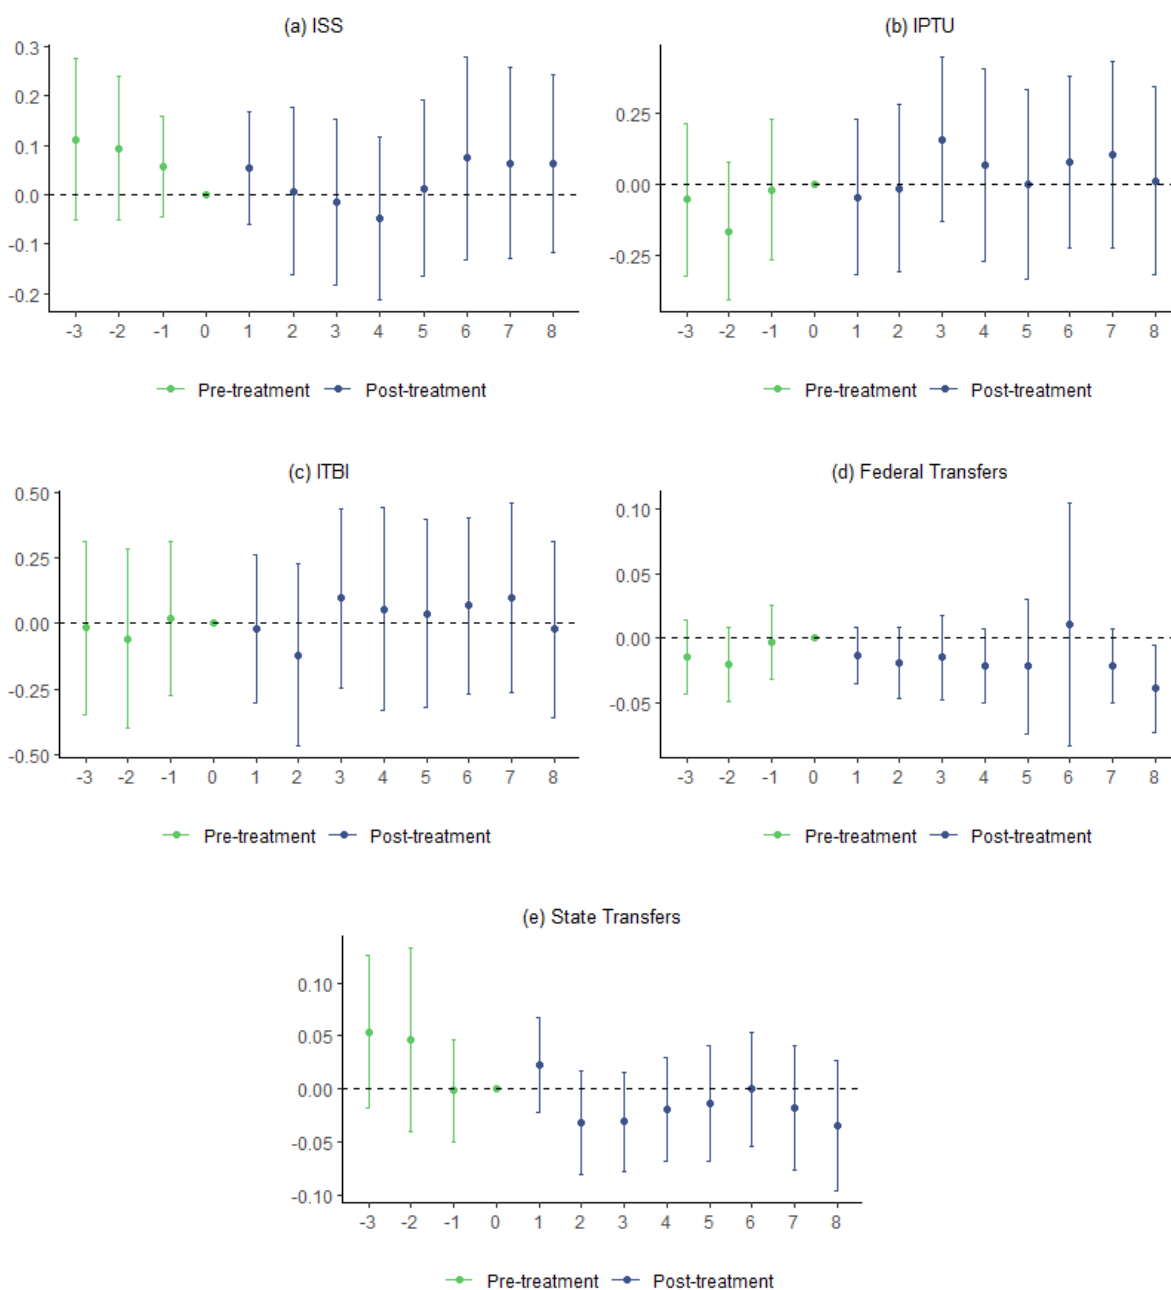 (a) ISS
0.3
0.2
0.1
0.0
-0.1
-0.2
-3 -2 -1 0 1 2 3 4 5 6 7 8
Pre-treatment Post-treatment
(b) IPTU
0.25
0.00
-0.25
-3 -2 -1 0 1 2 3 4 5 6 7 8
Pre-treatment Post-treatment
(c) ITBI
0.50
0.25
0.00
-0.25
-0.50
-3 -2 -1 0 1 2 3 4 5 6 7 8
Pre-treatment Post-treatment
(d) Federal Transfers
0.10
0.05
0.00
-0.05
-3 -2 -1 0 1 2 3 4 5 6 7 8
Pre-treatment Post-treatment
(e) State Transfers
0.10
0.05
0.00
-0.05
-0.10
-3 -2 -1 0 1 2 3 4 5 6 7 8
Pre-treatment Post-treatment